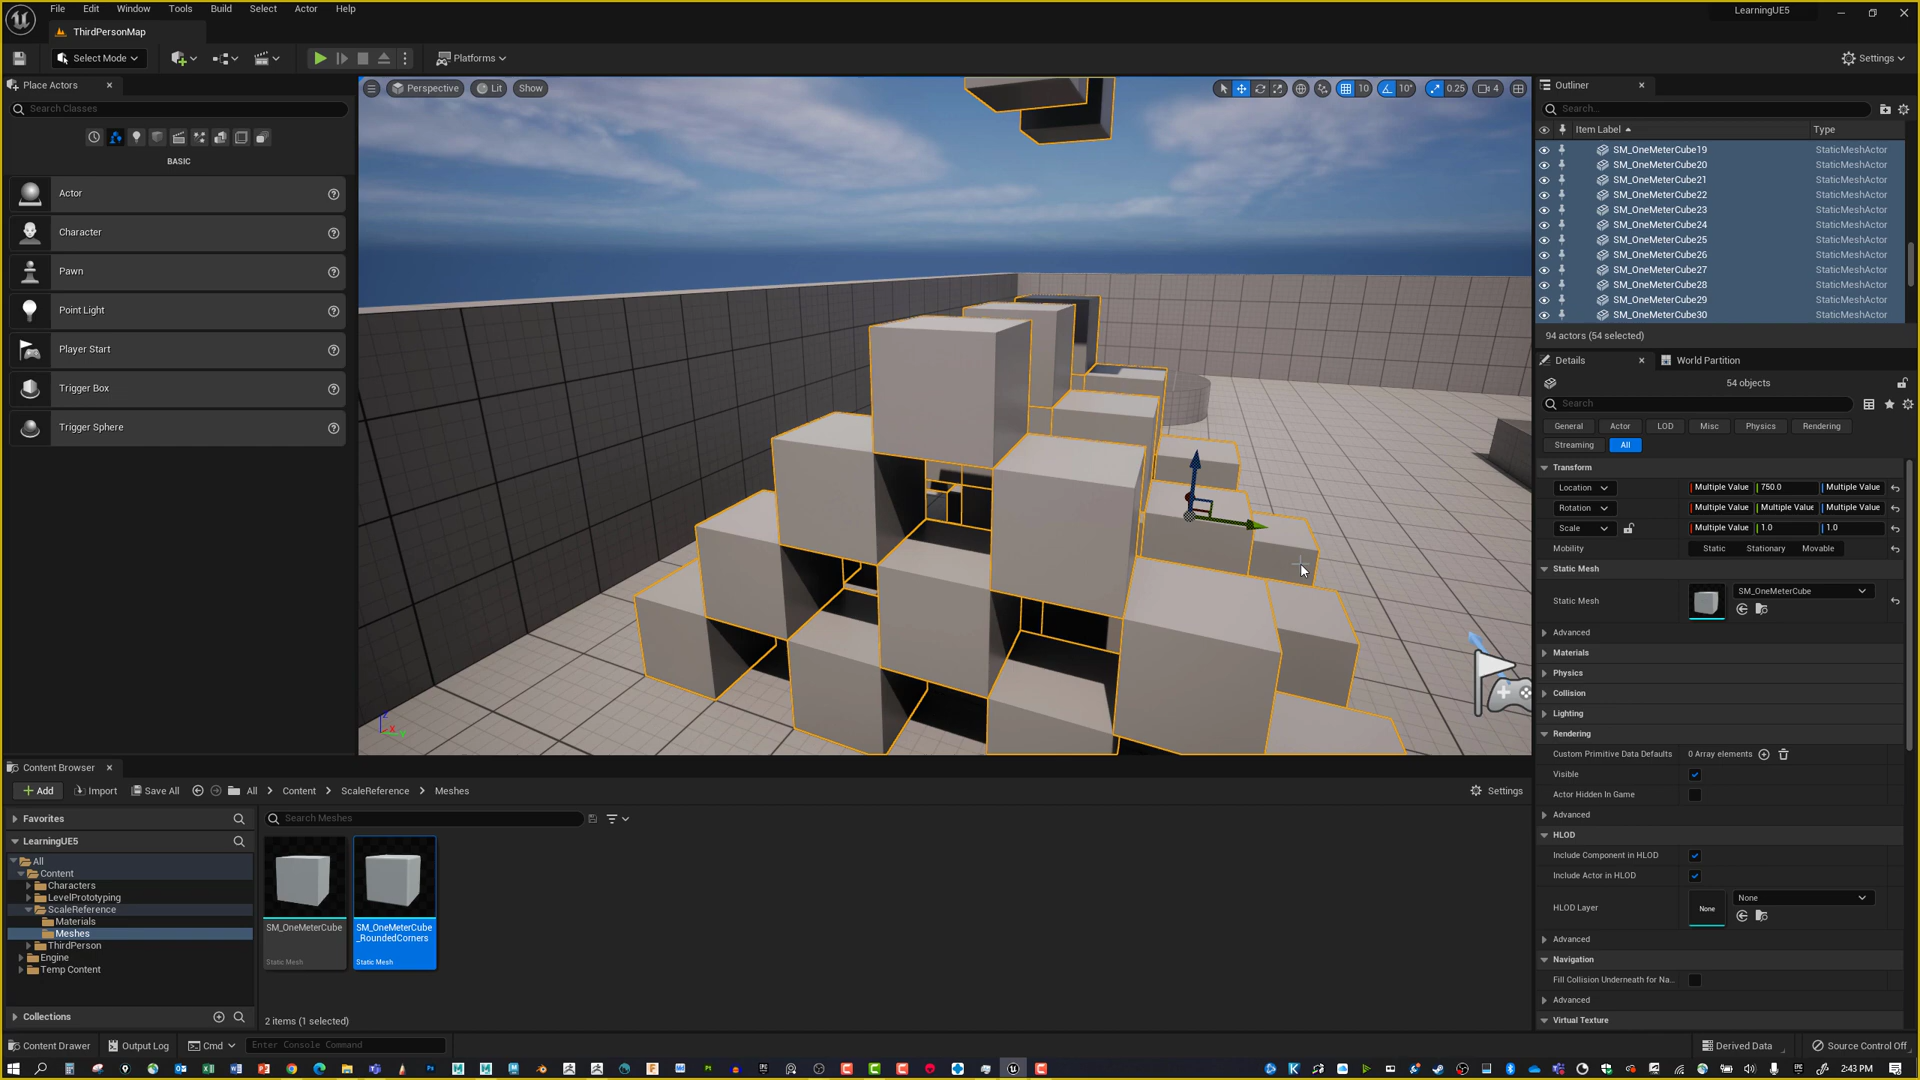 File Edit Window Tools Build Select Actor Help
LearningUE5
ThirdPersonMap
Select Mode
Platforms
Settings
Place Actors
Search Classes
BASIC
Actor
Character
Pawn
Point Light
Player Start
Trigger Box
Trigger Sphere
Perspective Lit Show
10 10° 0.25 4
Outliner
Search...
Item Label Type
SM_OneMeterCube19 StaticMeshActor
SM_OneMeterCube20 StaticMeshActor
SM_OneMeterCube21 StaticMeshActor
SM_OneMeterCube22 StaticMeshActor
SM_OneMeterCube23 StaticMeshActor
SM_OneMeterCube24 StaticMeshActor
SM_OneMeterCube25 StaticMeshActor
SM_OneMeterCube26 StaticMeshActor
SM_OneMeterCube27 StaticMeshActor
SM_OneMeterCube28 StaticMeshActor
SM_OneMeterCube29 StaticMeshActor
SM_OneMeterCube30 StaticMeshActor
94 actors (54 selected)
Details World Partition
54 objects
Search
General Actor LOD Misc Physics Rendering
Streaming All
Transform
Location Multiple Value 750.0 Multiple Value
Rotation Multiple Value Multiple Value Multiple Value
Scale Multiple Value 1.0 1.0
Mobility Static Stationary Movable
Static Mesh
Static Mesh SM_OneMeterCube
Advanced
Materials
Physics
Collision
Lighting
Rendering
Custom Primitive Data Defaults 0 Array elements
Visible
Actor Hidden In Game
Advanced
HLOD
Include Component in HLOD
Include Actor in HLOD
HLOD Layer None None
Advanced
Navigation
Fill Collision Underneath for Na...
Advanced
Virtual Texture
Content Browser
Add Import Save All All Content ScaleReference Meshes Settings
Favorites
LearningUE5
All
Content
Characters
LevelPrototyping
ScaleReference
Materials
Meshes
ThirdPerson
Engine
Temp Content
Collections
Search Meshes
SM_OneMeterCube
Static Mesh
SM_OneMeterCube
_RoundedCorners
Static Mesh
2 items (1 selected)
Content Drawer Output Log Cmd Enter Console Command Derived Data Source Control Off
2:43 PM